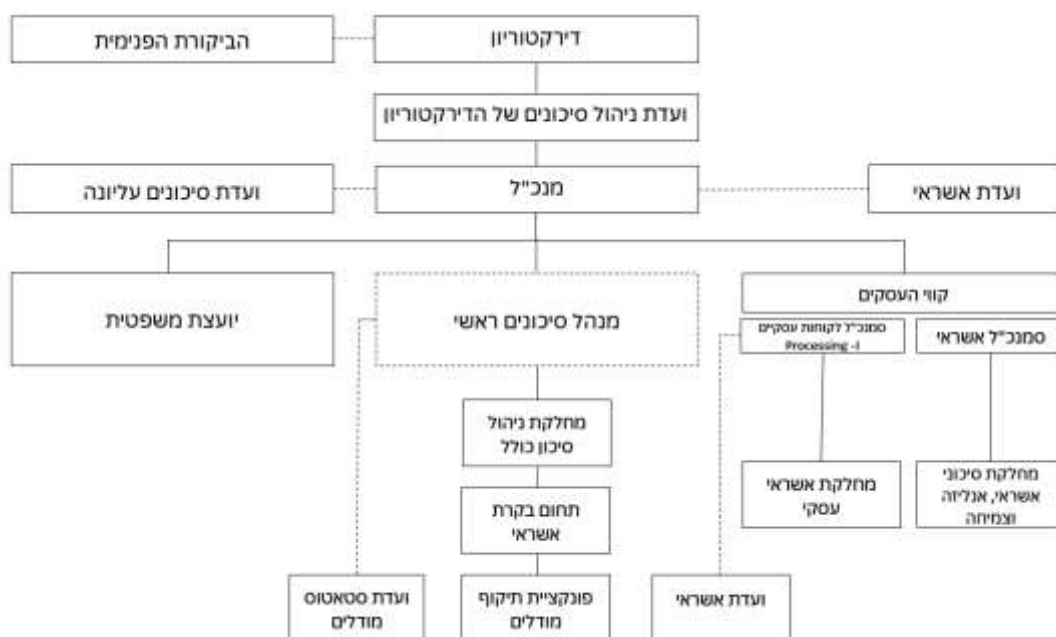 דירקטוריון
הביקורת הפנימית
ועדת ניהול סיכונים של הדירקטוריון
ועדת אשראי
מנכ"ל
ועדת סיכונים עליונה
קווי העסקים
מנהל סיכונים ראשי
יועצת משפטית
סמנכ"ל אשראי
סמנכ"ל לקוחות עסקיים
ו- Processing
מחלקת ניהול
סיכון כולל
מחלקת סיכוני
אשראי, אנליזה
וצמיחה
מחלקת אשראי
עסקי
תחום בקרת
אשראי
ועדת אשראי
פונקציית תיקוף
מודלים
ועדת סטאטוס
מודלים